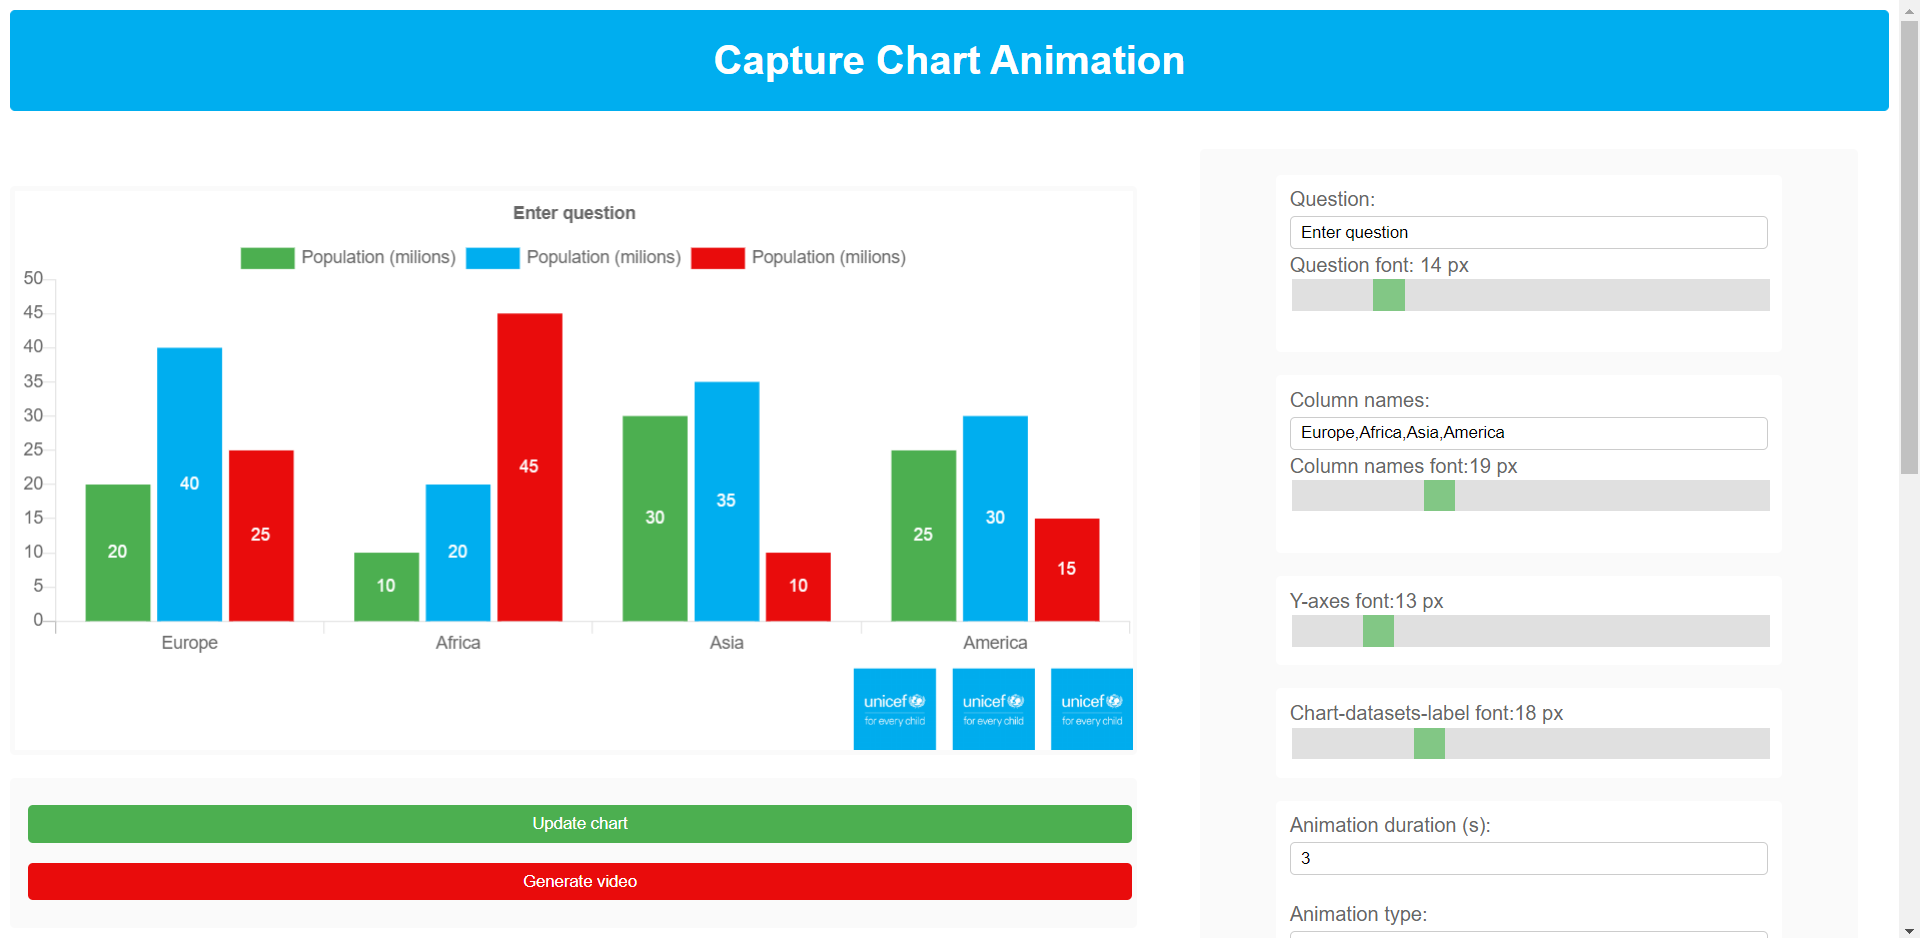 Capture Chart Animation
Enter question
Population (milions) Population (milions) Population (milions)
50
45
40
35
30
25
20
15
10
5
0
20 40 25
10 20 45
30 35 10
25 30 15
Europe Africa Asia America
unicef unicef unicef
for every child for every child for every child
Update chart
Generate video
Question:
Enter question
Question font: 14 px
Column names:
Europe,Africa,Asia,America
Column names font:19 px
Y-axes font:13 px
Chart-datasets-label font:18 px
Animation duration (s):
3
Animation type: